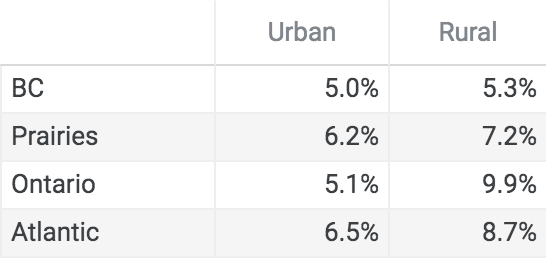 Urban Rural
BC 5.0% 5.3%
Prairies 6.2% 7.2%
Ontario 5.1% 9.9%
Atlantic 6.5% 8.7%